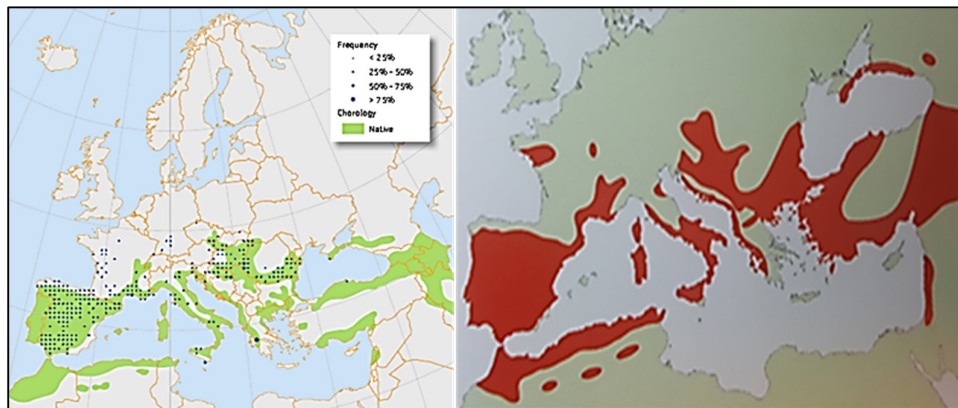 Frequency
< 25%
25% - 50%
50% - 75%
> 75%
Chorology
Native